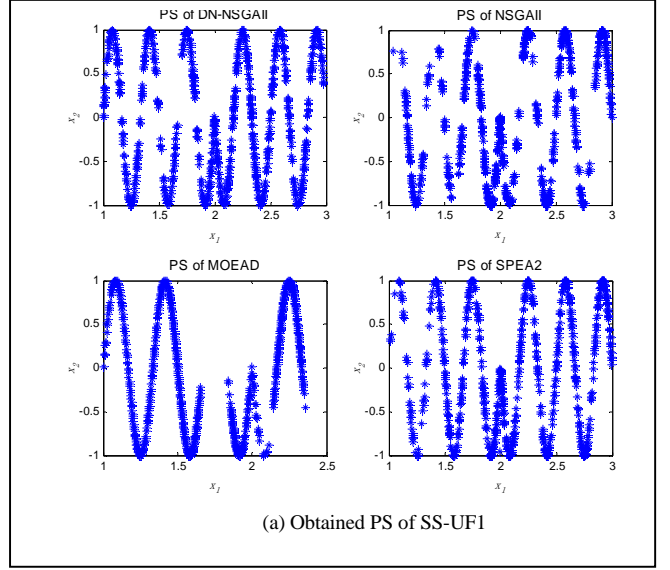 PS of DN-NSGAII
1
0.5
0
-0.5
-1
x2
1 1.5 2 2.5 3
x1
PS of NSGAII
1
0.5
0
-0.5
-1
x2
1 1.5 2 2.5 3
x1
PS of MOEAD
1
0.5
0
-0.5
-1
x2
1 1.5 2 2.5
x1
PS of SPEA2
1
0.5
0
-0.5
-1
x2
1 1.5 2 2.5 3
x1
(a) Obtained PS of SS-UF1